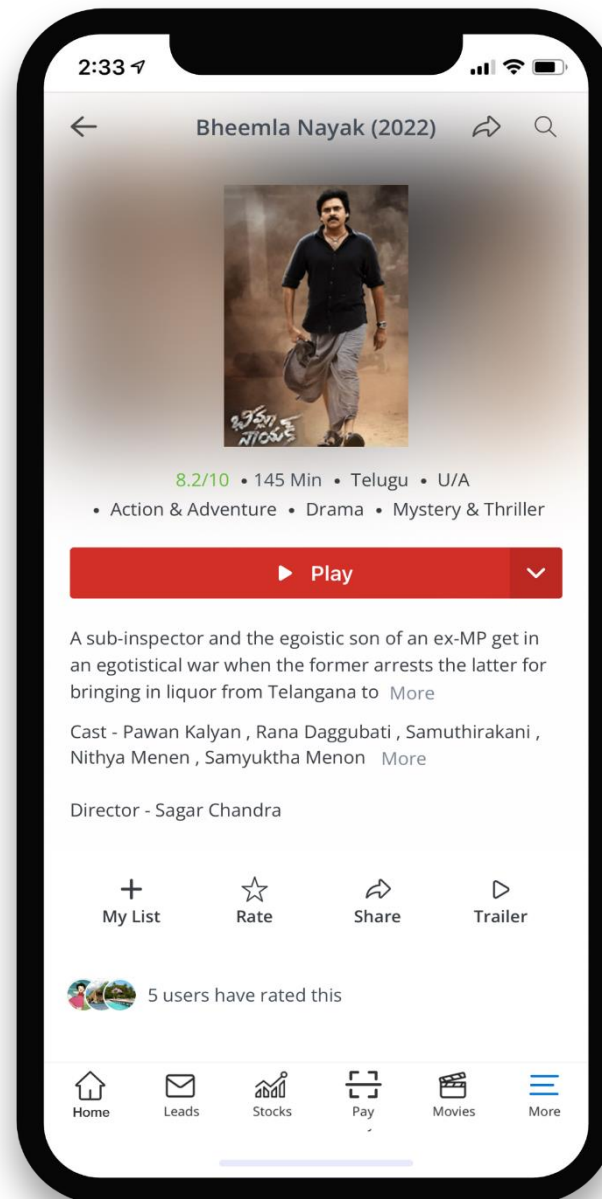 2:33
Bheemla Nayak (2022)
భీమ్లా
నాయక్
8.2/10 • 145 Min • Telugu • U/A
• Action & Adventure • Drama • Mystery & Thriller
Play
A sub-inspector and the egoistic son of an ex-MP get in
an egotistical war when the former arrests the latter for
bringing in liquor from Telangana to More
Cast - Pawan Kalyan , Rana Daggubati , Samuthirakani ,
Nithya Menen , Samyuktha Menon More
Director - Sagar Chandra
My List Rate Share Trailer
5 users have rated this
Home Leads Stocks Pay Movies More